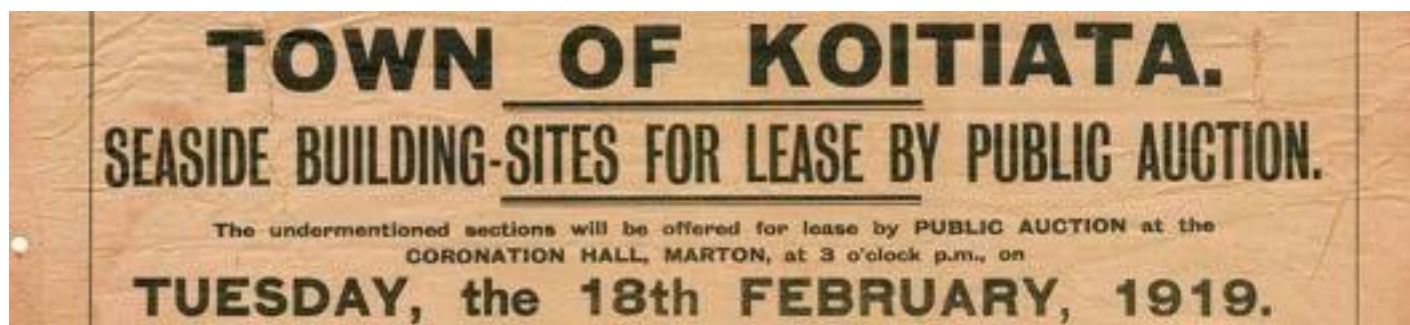 TOWN OF KOITIATA.
SEASIDE BUILDING-SITES FOR LEASE BY PUBLIC AUCTION.
The undermentioned sections will be offered for lease by PUBLIC AUCTION at the
CORONATION HALL, MARTON, at 3 o'clock p.m., on
TUESDAY, the 18th FEBRUARY, 1919.